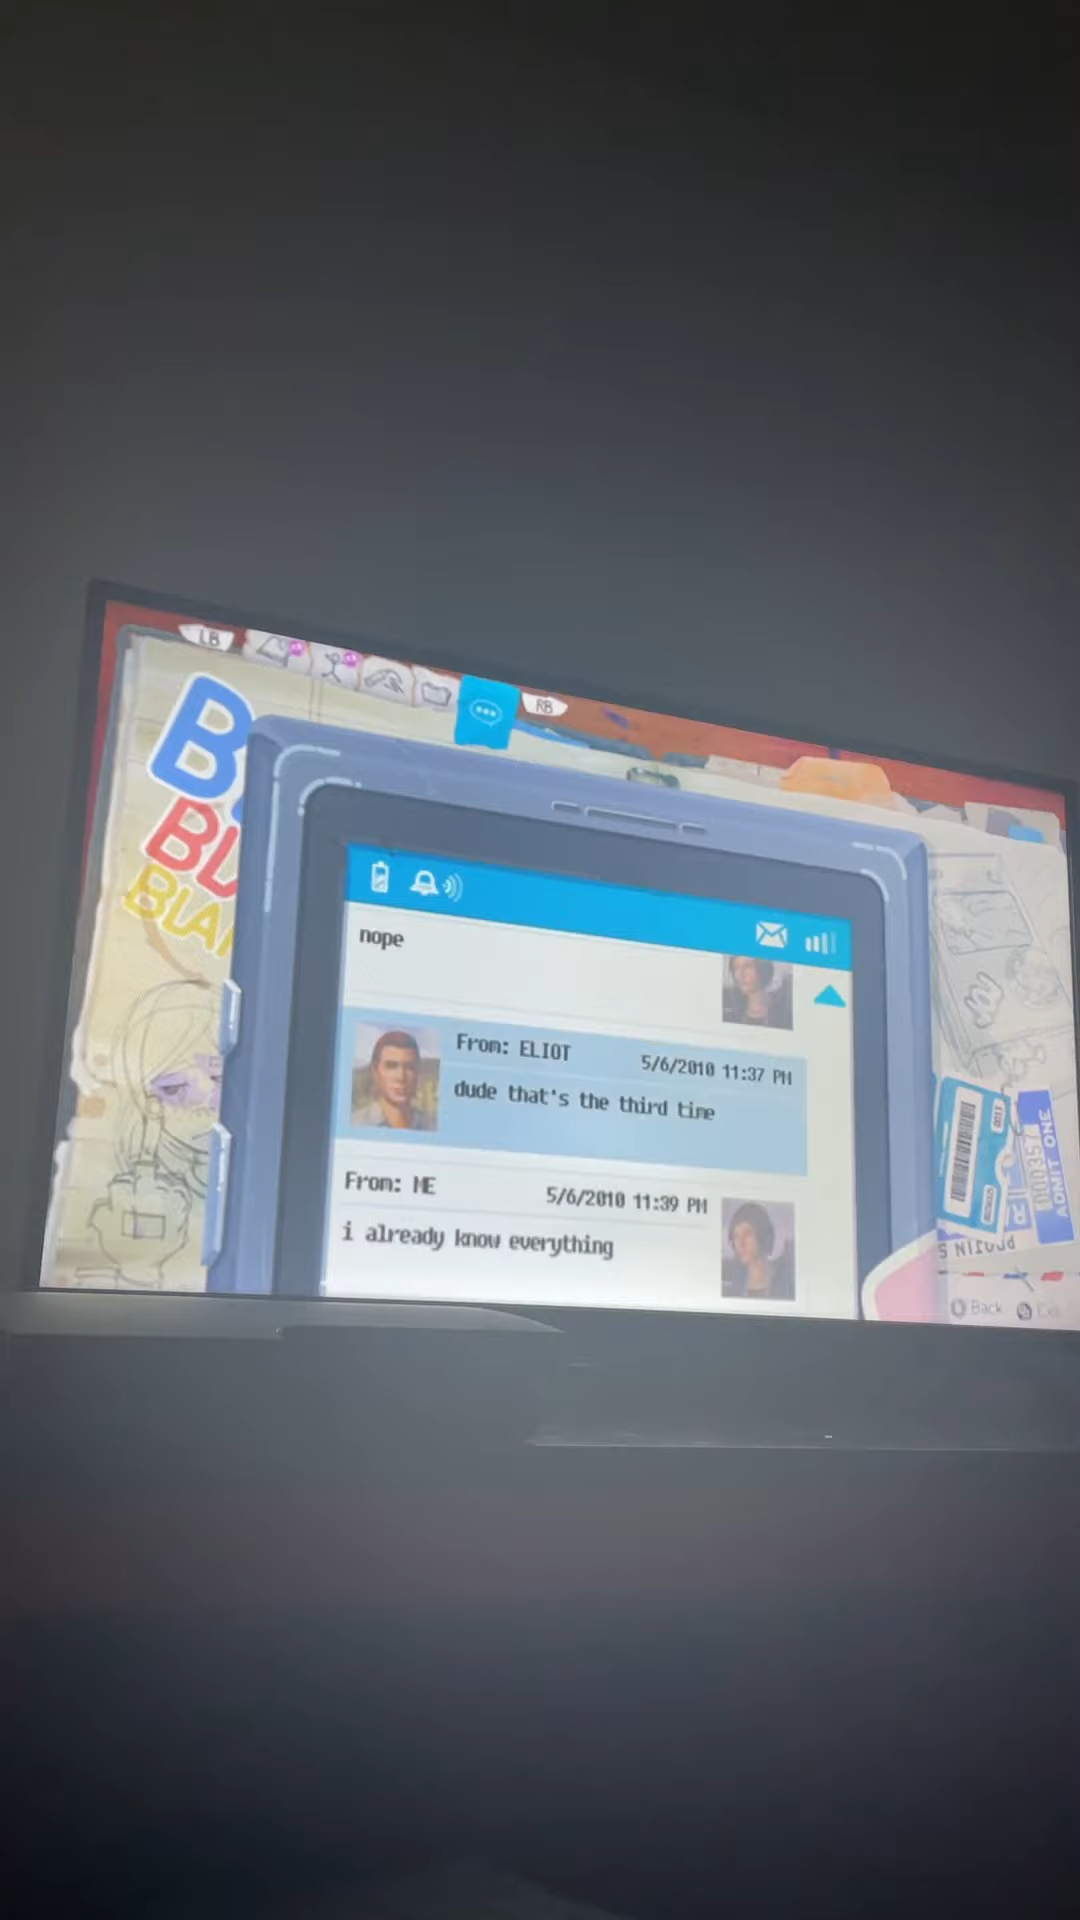 LB
RB
nope
From: ELIOT 5/6/2010 11:37 PM
dude that's the third time
From: ME 5/6/2010 11:39 PM
i already know everything
ADMIT ONE
Back